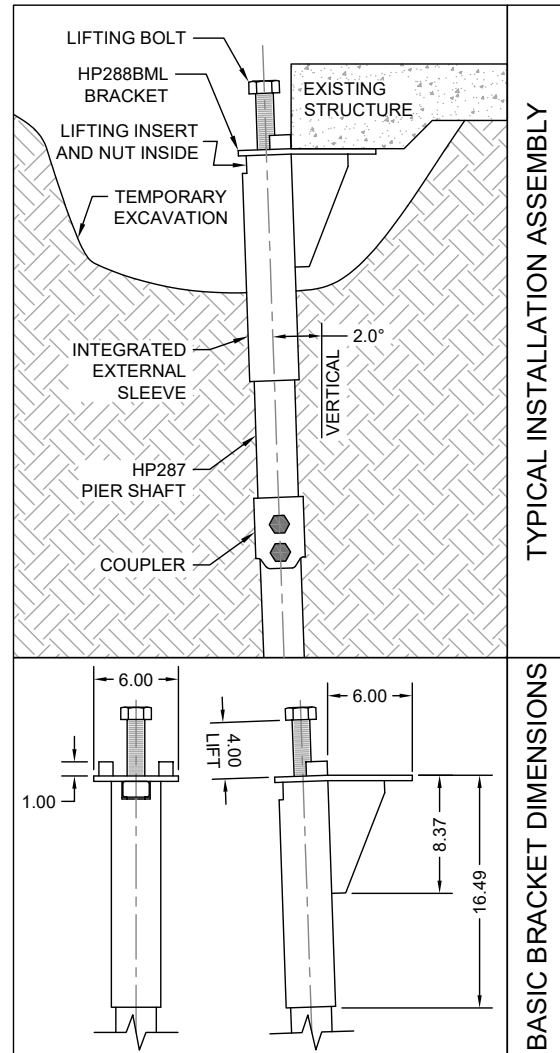 LIFTING BOLT
HP288BML
BRACKET
LIFTING INSERT
AND NUT INSIDE
EXISTING
STRUCTURE
TEMPORARY
EXCAVATION
INTEGRATED
EXTERNAL
SLEEVE
2.0°
VERTICAL
HP287
PIER SHAFT
COUPLER
TYPICAL INSTALLATION ASSEMBLY
6.00
1.00
4.00
LIFT
6.00
8.37
16.49
BASIC BRACKET DIMENSIONS